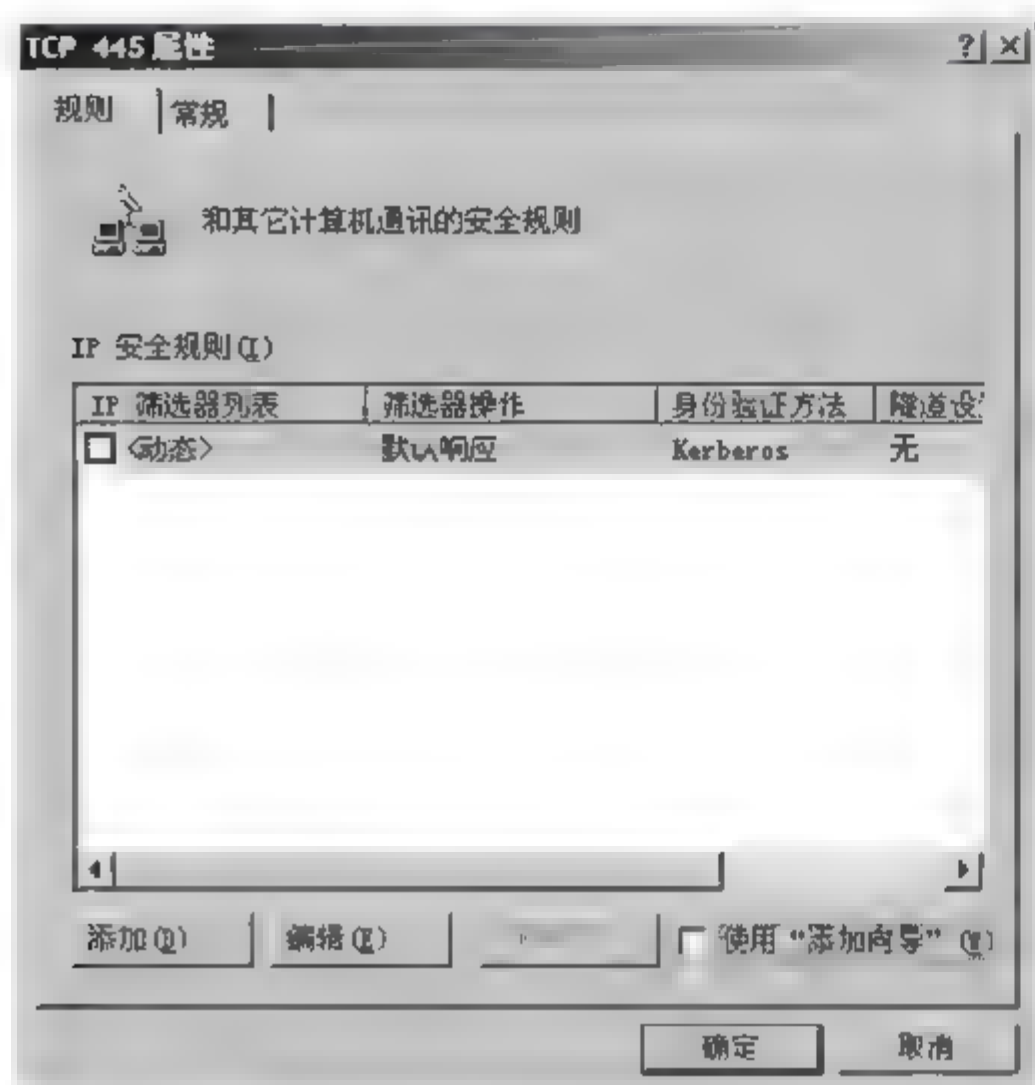 TCP 445 属性
规则 常规
和其它计算机通讯的安全规则
IP 安全规则(I)
IP 筛选器列表 筛选器操作 身份验证方法 隧道设
<动态> 默认响应 Kerberos 无
添加(D) 编辑(E) 使用“添加向导”(W)
确定 取消